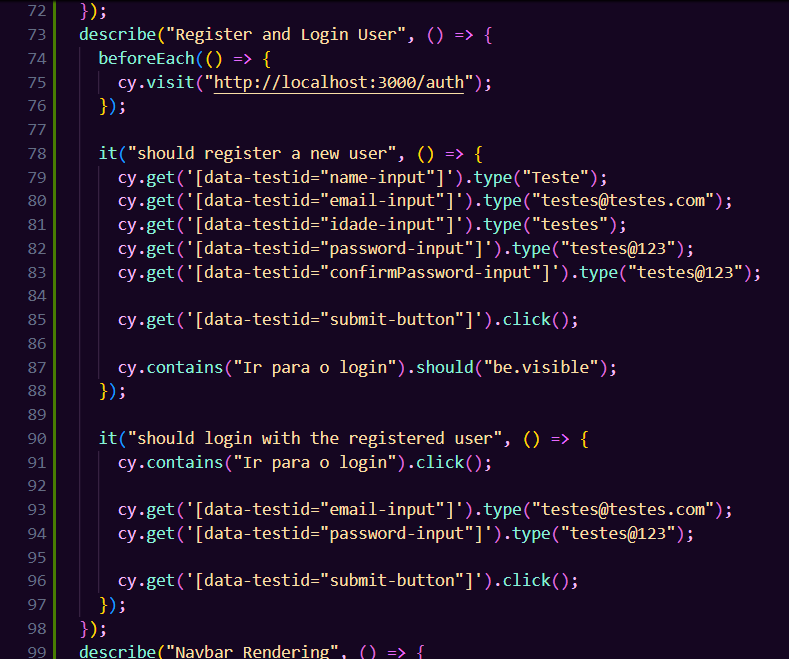 72 });
73 describe("Register and Login User", () => {
74 beforeEach(() => {
75 cy.visit("http://localhost:3000/auth");
76 });
77
78 it("should register a new user", () => {
79 cy.get('[data-testid="name-input"]').type("Teste");
80 cy.get('[data-testid="email-input"]').type("testes@testes.com");
81 cy.get('[data-testid="idade-input"]').type("testes");
82 cy.get('[data-testid="password-input"]').type("testes@123");
83 cy.get('[data-testid="confirmPassword-input"]').type("testes@123");
84
85 cy.get('[data-testid="submit-button"]').click();
86
87 cy.contains("Ir para o login").should("be.visible");
88 });
89
90 it("should login with the registered user", () => {
91 cy.contains("Ir para o login").click();
92
93 cy.get('[data-testid="email-input"]').type("testes@testes.com");
94 cy.get('[data-testid="password-input"]').type("testes@123");
95
96 cy.get('[data-testid="submit-button"]').click();
97 });
98 });
99 describe("Navbar Rendering", () => {